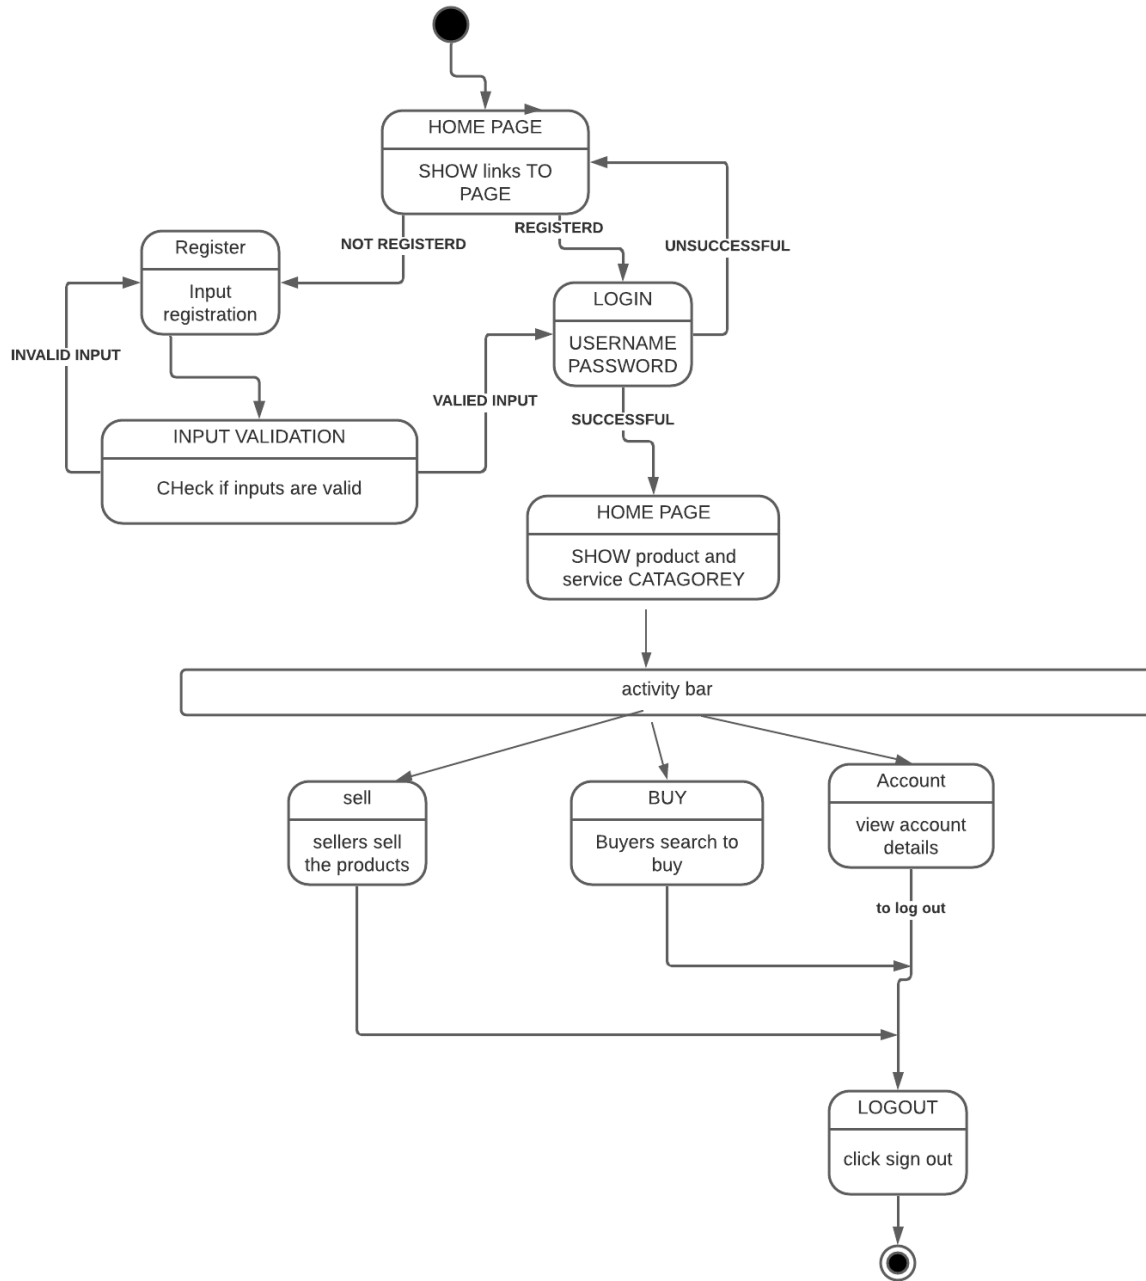 HOME PAGE
SHOW links TO
PAGE
NOT REGISTERD
REGISTERD
UNSUCCESSFUL
Register
Input
registration
LOGIN
USERNAME
PASSWORD
INVALID INPUT
VALIED INPUT
SUCCESSFUL
INPUT VALIDATION
CHeck if inputs are valid
HOME PAGE
SHOW product and
service CATAGOREY
activity bar
sell
sellers sell
the products
BUY
Buyers search to
buy
Account
view account
details
to log out
LOGOUT
click sign out